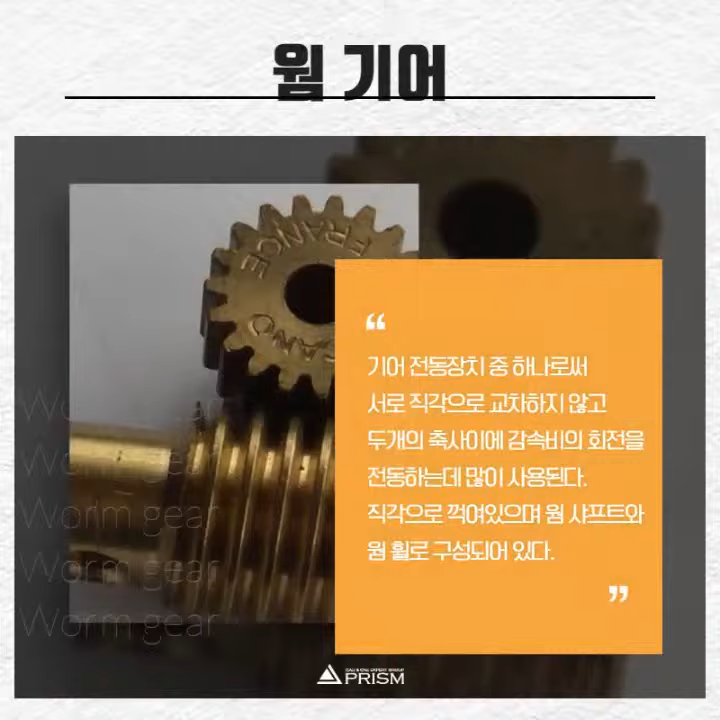 웜 기어
FRANCE
Worm gear
Worm gear
Worm gear
Worm gear
Worm gear
“
기어 전동장치 중 하나로써
서로 직각으로 교차하지 않고
두개의 축사이에 감속비의 회전을
전동하는데 많이 사용된다.
직각으로 꺽여있으며 웜 샤프트와
웜 휠로 구성되어 있다.
”
PRISM